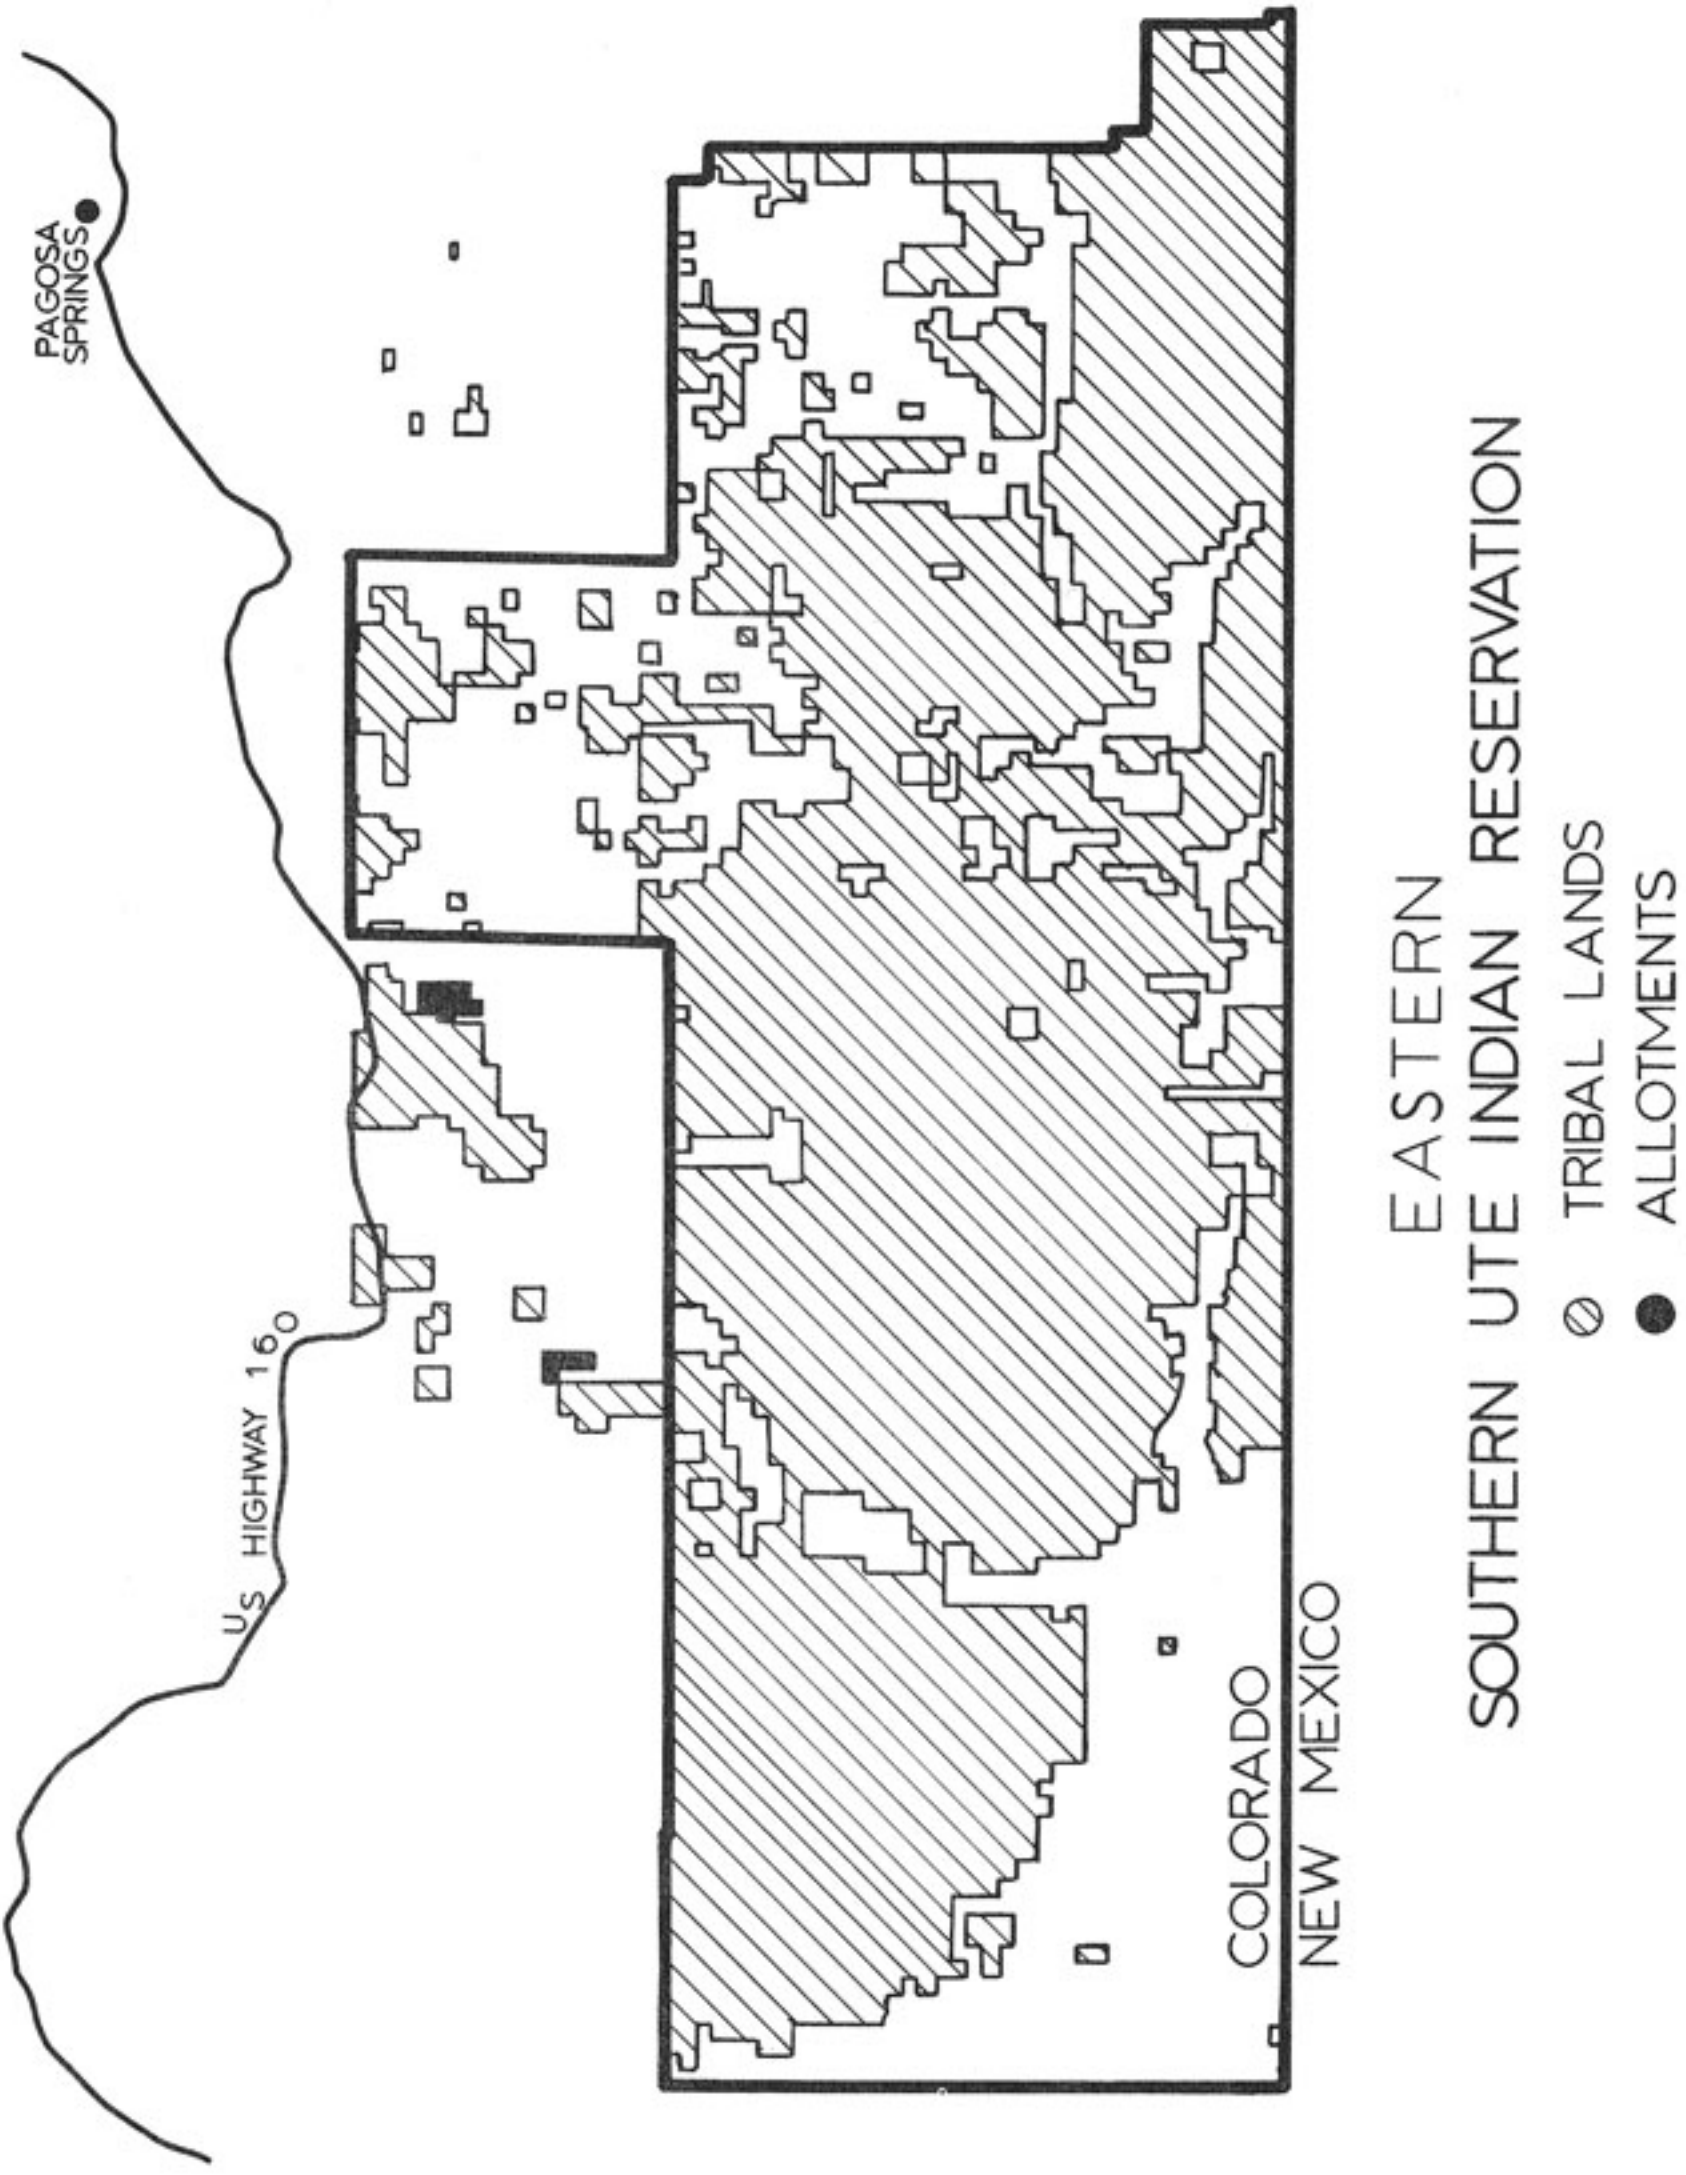 PAGOSA
SPRINGS
US HIGHWAY 160
COLORADO
NEW MEXICO
EASTERN
SOUTHERN UTE INDIAN RESERVATION
TRIBAL LANDS
ALLOTMENTS